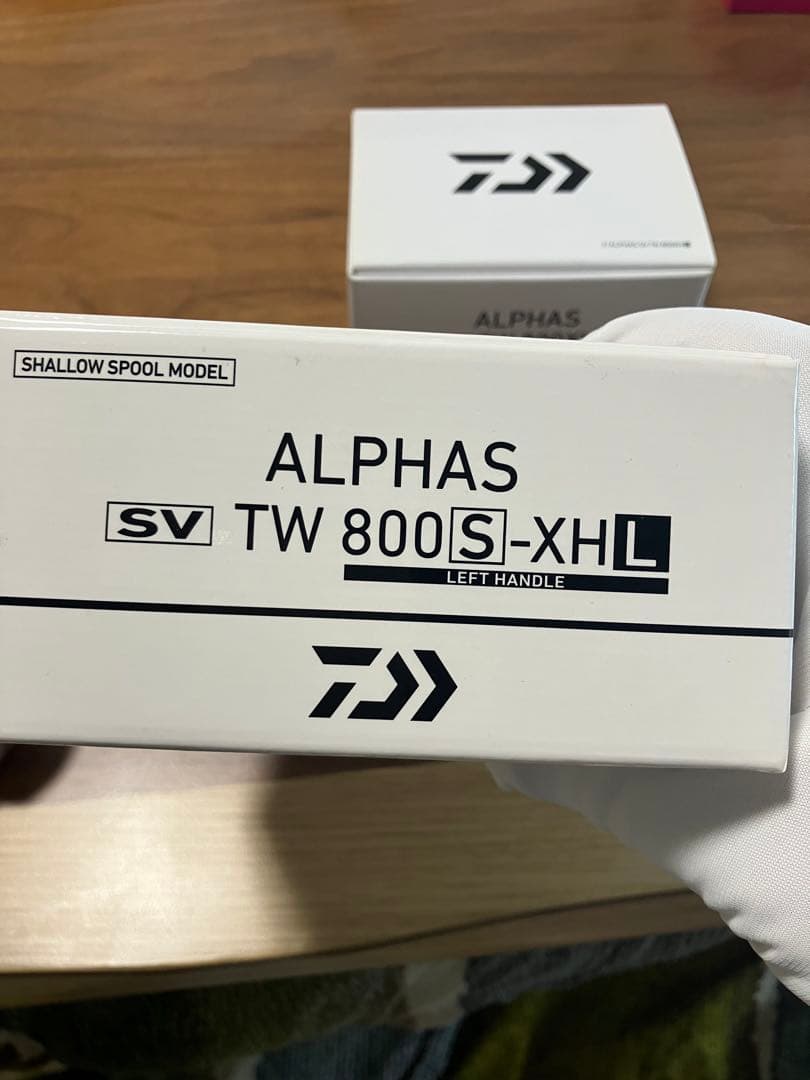 ALPHAS
SHALLOW SPOOL MODEL
ALPHAS
SV TW 800S-XHL
LEFT HANDLE